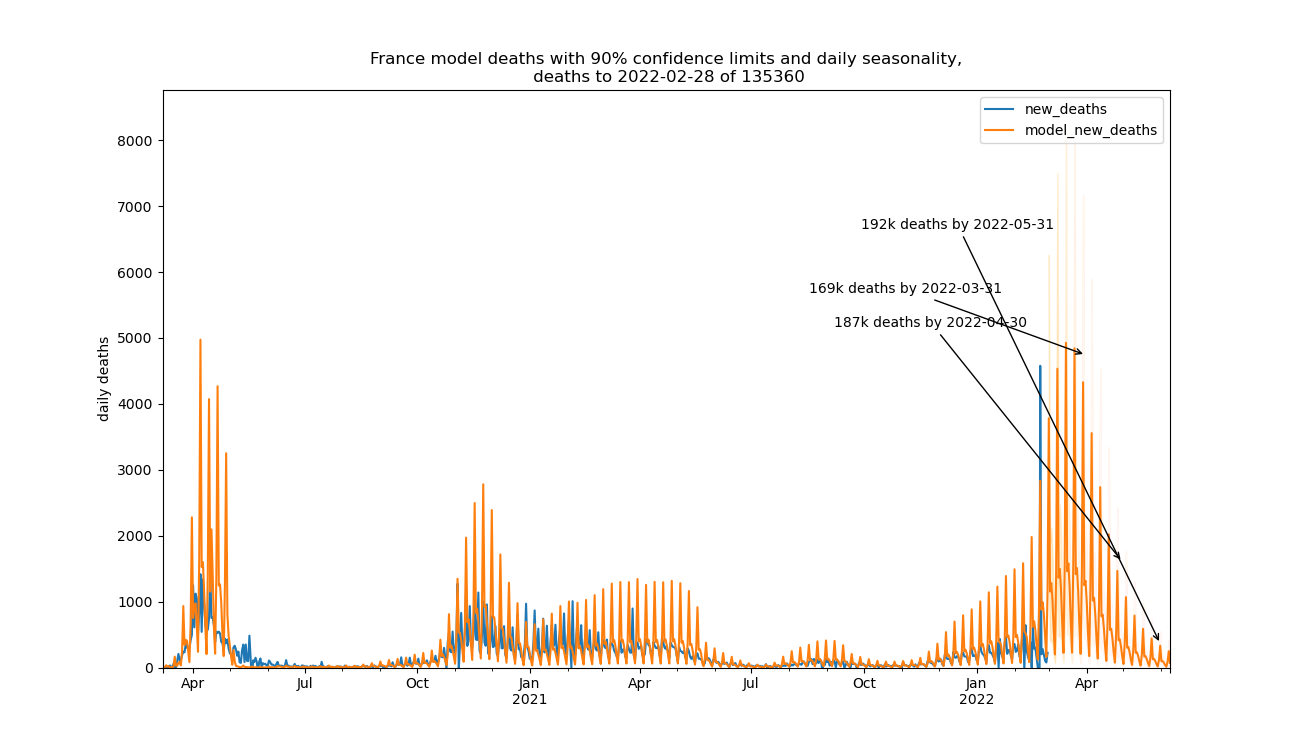 France model deaths with 90% confidence limits and daily seasonality,
deaths to 2022-02-28 of 135360
new_deaths
model_new_deaths
192k deaths by 2022-05-31
169k deaths by 2022-03-31
187k deaths by 2022-04-30
daily deaths
8000
7000
6000
5000
4000
3000
2000
1000
0
Apr
Jul
Oct
Jan
2021
Apr
Jul
Oct
Jan
2022
Apr